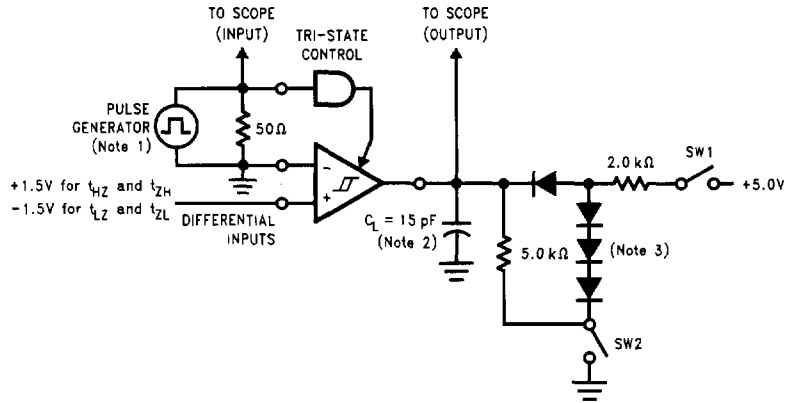 TO SCOPE
(INPUT)
TO SCOPE
(OUTPUT)
TRI-STATE
CONTROL
PULSE
GENERATOR
(Note 1)
50Ω
2.0 kΩ
SW1
+5.0V
+1.5V for tHZ and tZH
-1.5V for tLZ and tZL
DIFFERENTIAL
INPUTS
-
+
CL = 15 pF
(Note 2)
5.0 kΩ
(Note 3)
SW2